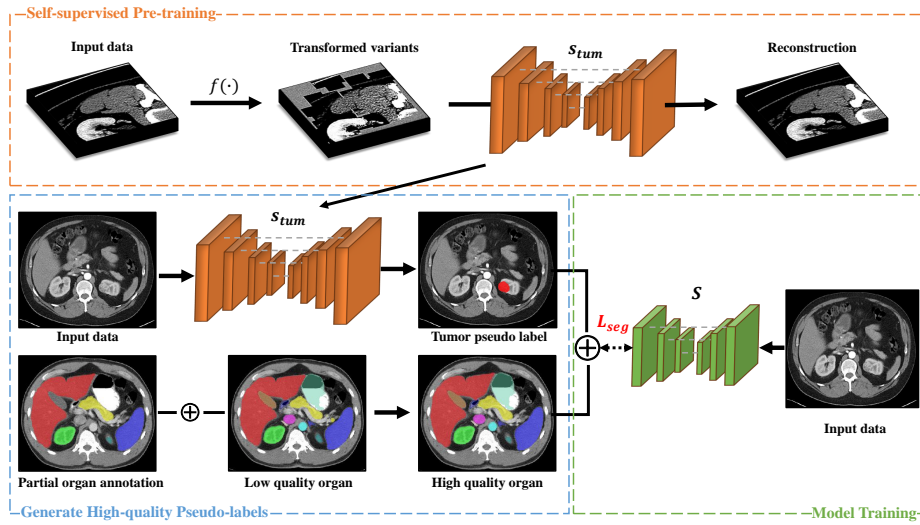 Self-supervised Pre-training
Input data
Transformed variants
s_tum
Reconstruction
f(·)
Input data
s_tum
Tumor pseudo label
Partial organ annotation
⊕
Low quality organ
High quality organ
Generate High-quality Pseudo-labels
⊕
L_seg
S
Input data
Model Training